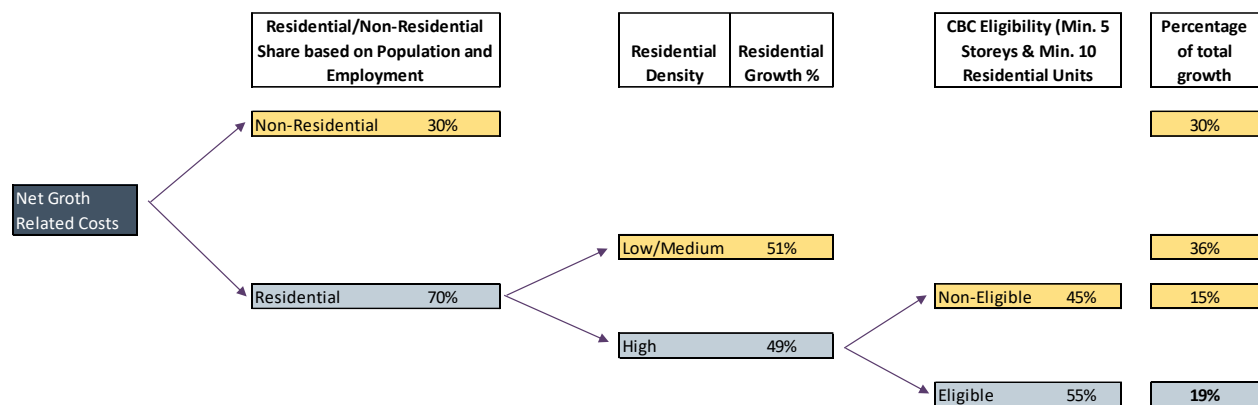 Residential/Non-Residential
Share based on Population and
Employment
Residential
Density
Residential
Growth %
CBC Eligibility (Min. 5
Storeys & Min. 10
Residential Units
Percentage
of total
growth
Non-Residential 30%
30%
Net Groth
Related Costs
Low/Medium 51%
36%
Residential 70%
Non-Eligible 45%
15%
High 49%
Eligible 55%
19%